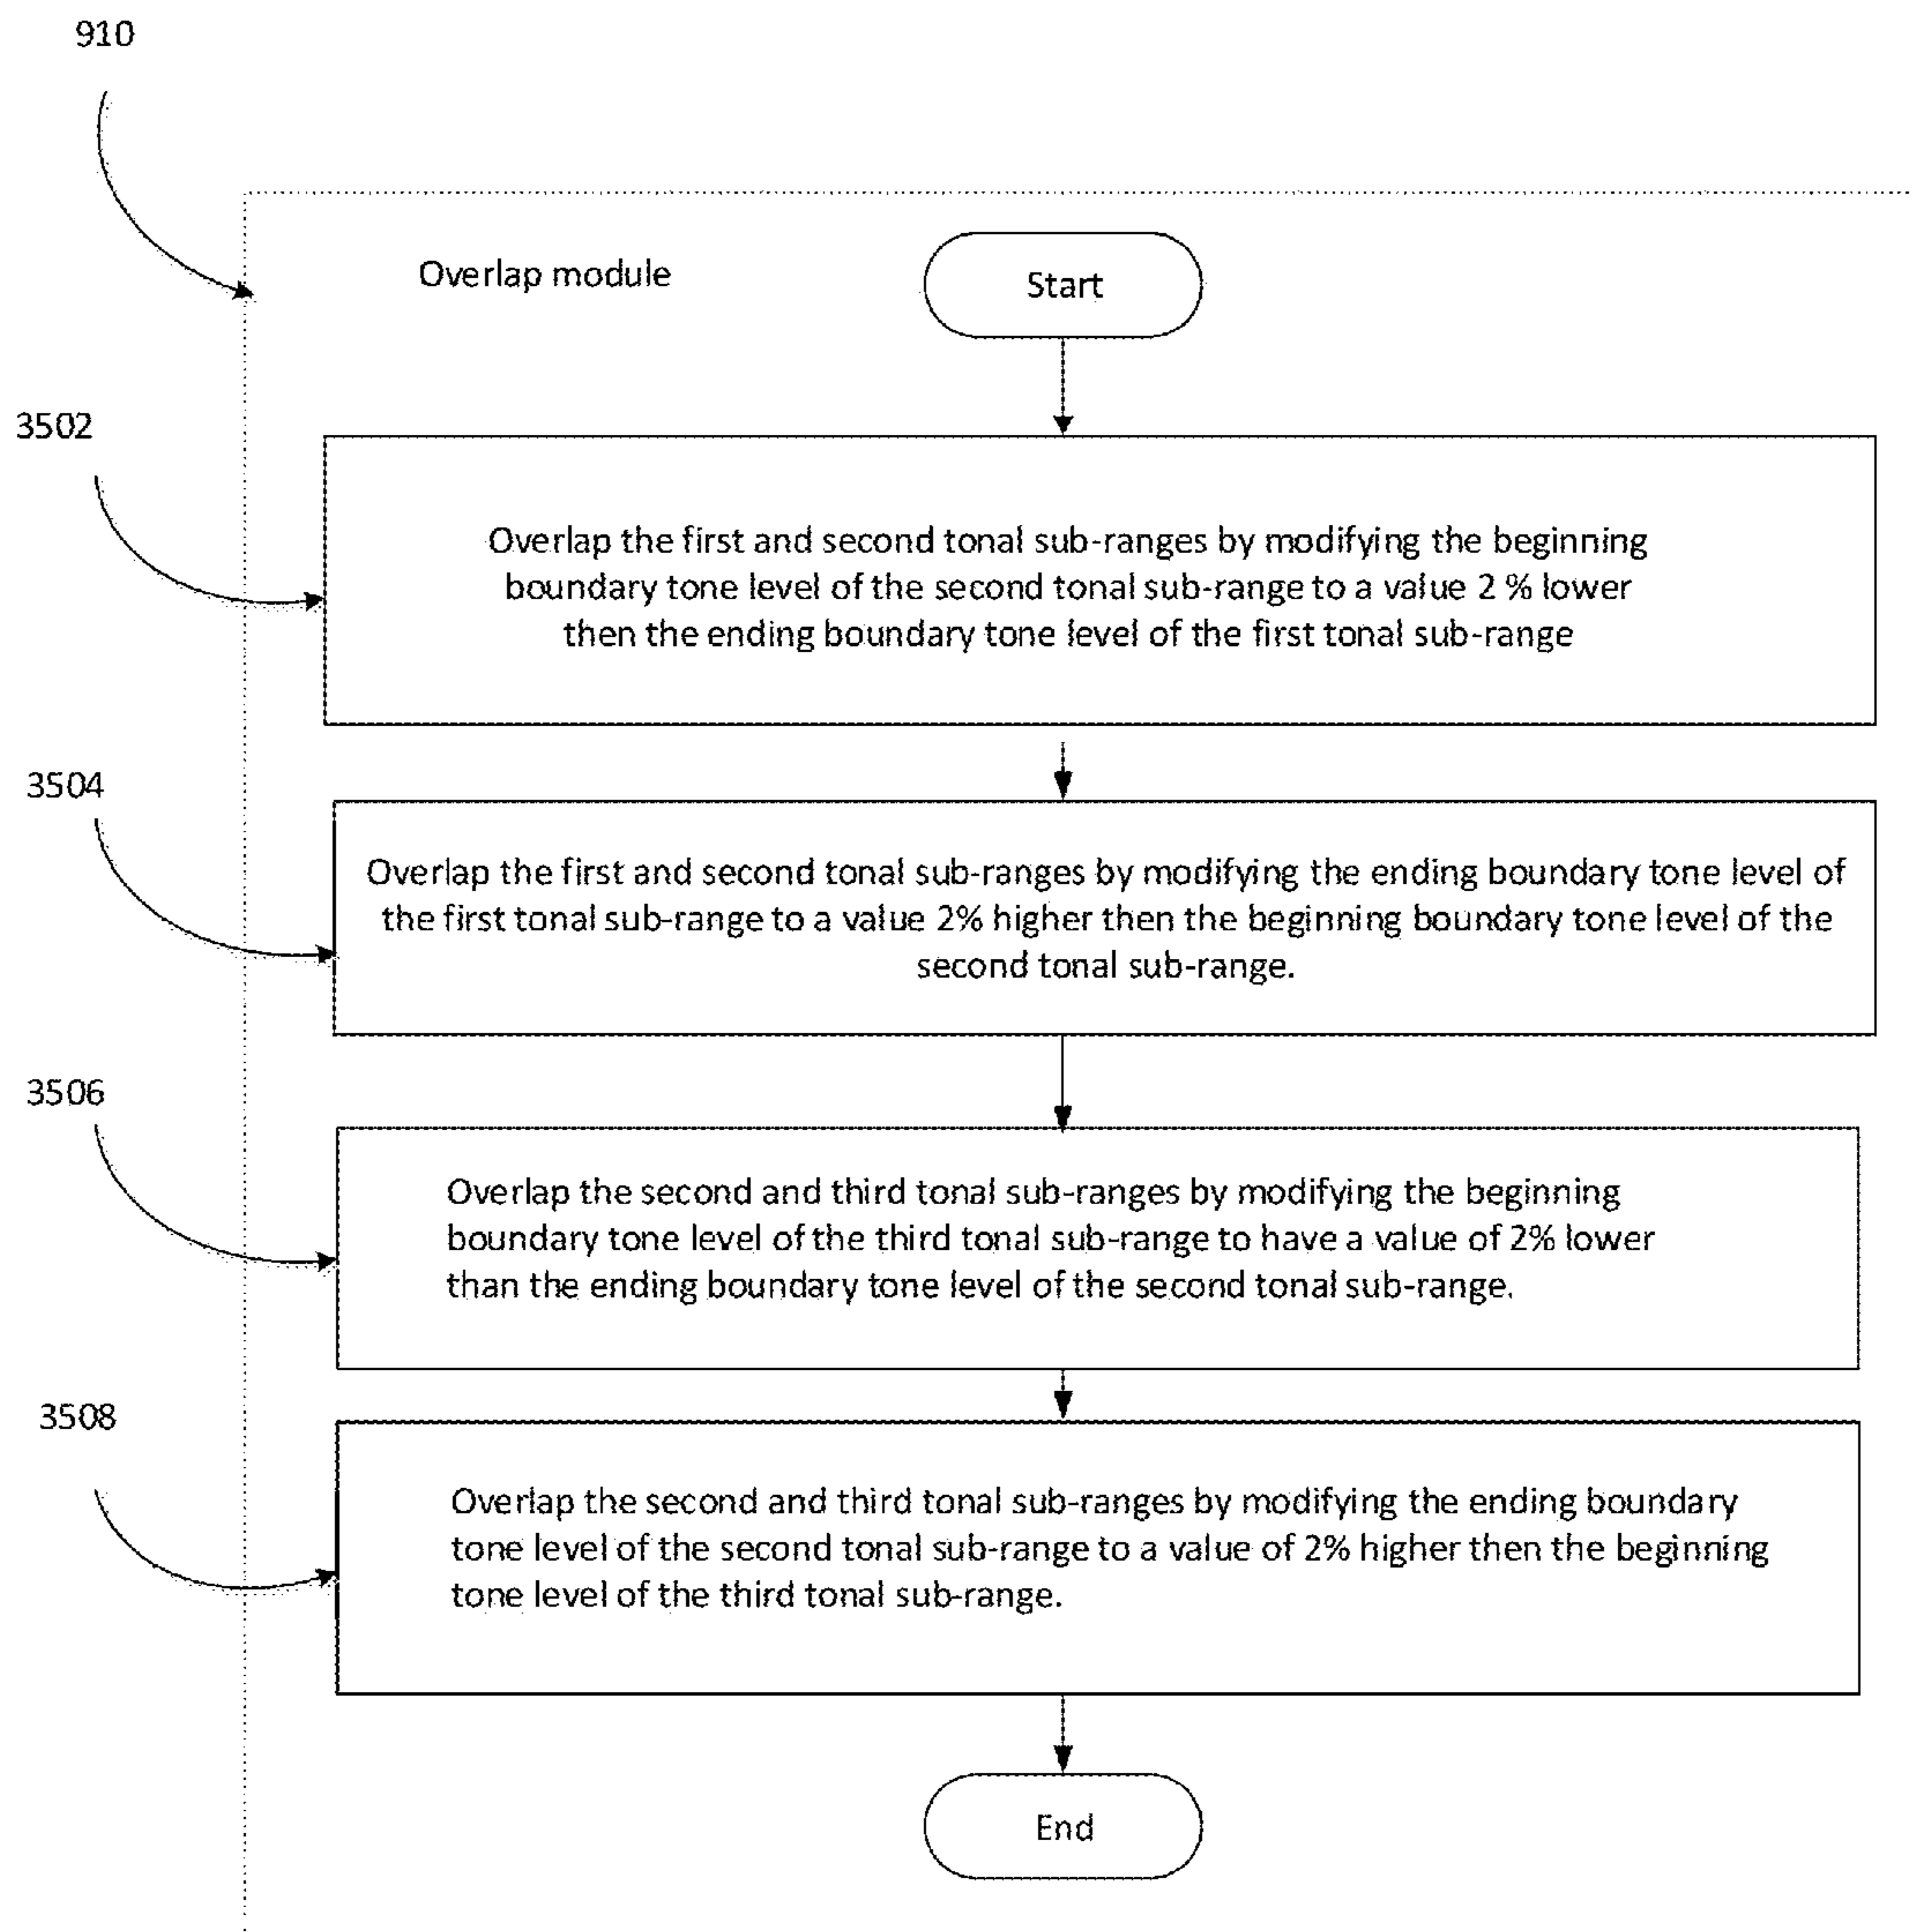 910
Overlap module
Start
3502
Overlap the first and second tonal sub-ranges by modifying the beginning
boundary tone level of the second tonal sub-range to a value 2 % lower
then the ending boundary tone level of the first tonal sub-range
3504
Overlap the first and second tonal sub-ranges by modifying the ending boundary tone level of
the first tonal sub-range to a value 2% higher then the beginning boundary tone level of the
second tonal sub-range.
3506
Overlap the second and third tonal sub-ranges by modifying the beginning
boundary tone level of the third tonal sub-range to have a value of 2% lower
than the ending boundary tone level of the second tonal sub-range.
3508
Overlap the second and third tonal sub-ranges by modifying the ending boundary
tone level of the second tonal sub-range to a value of 2% higher then the beginning
tone level of the third tonal sub-range.
End